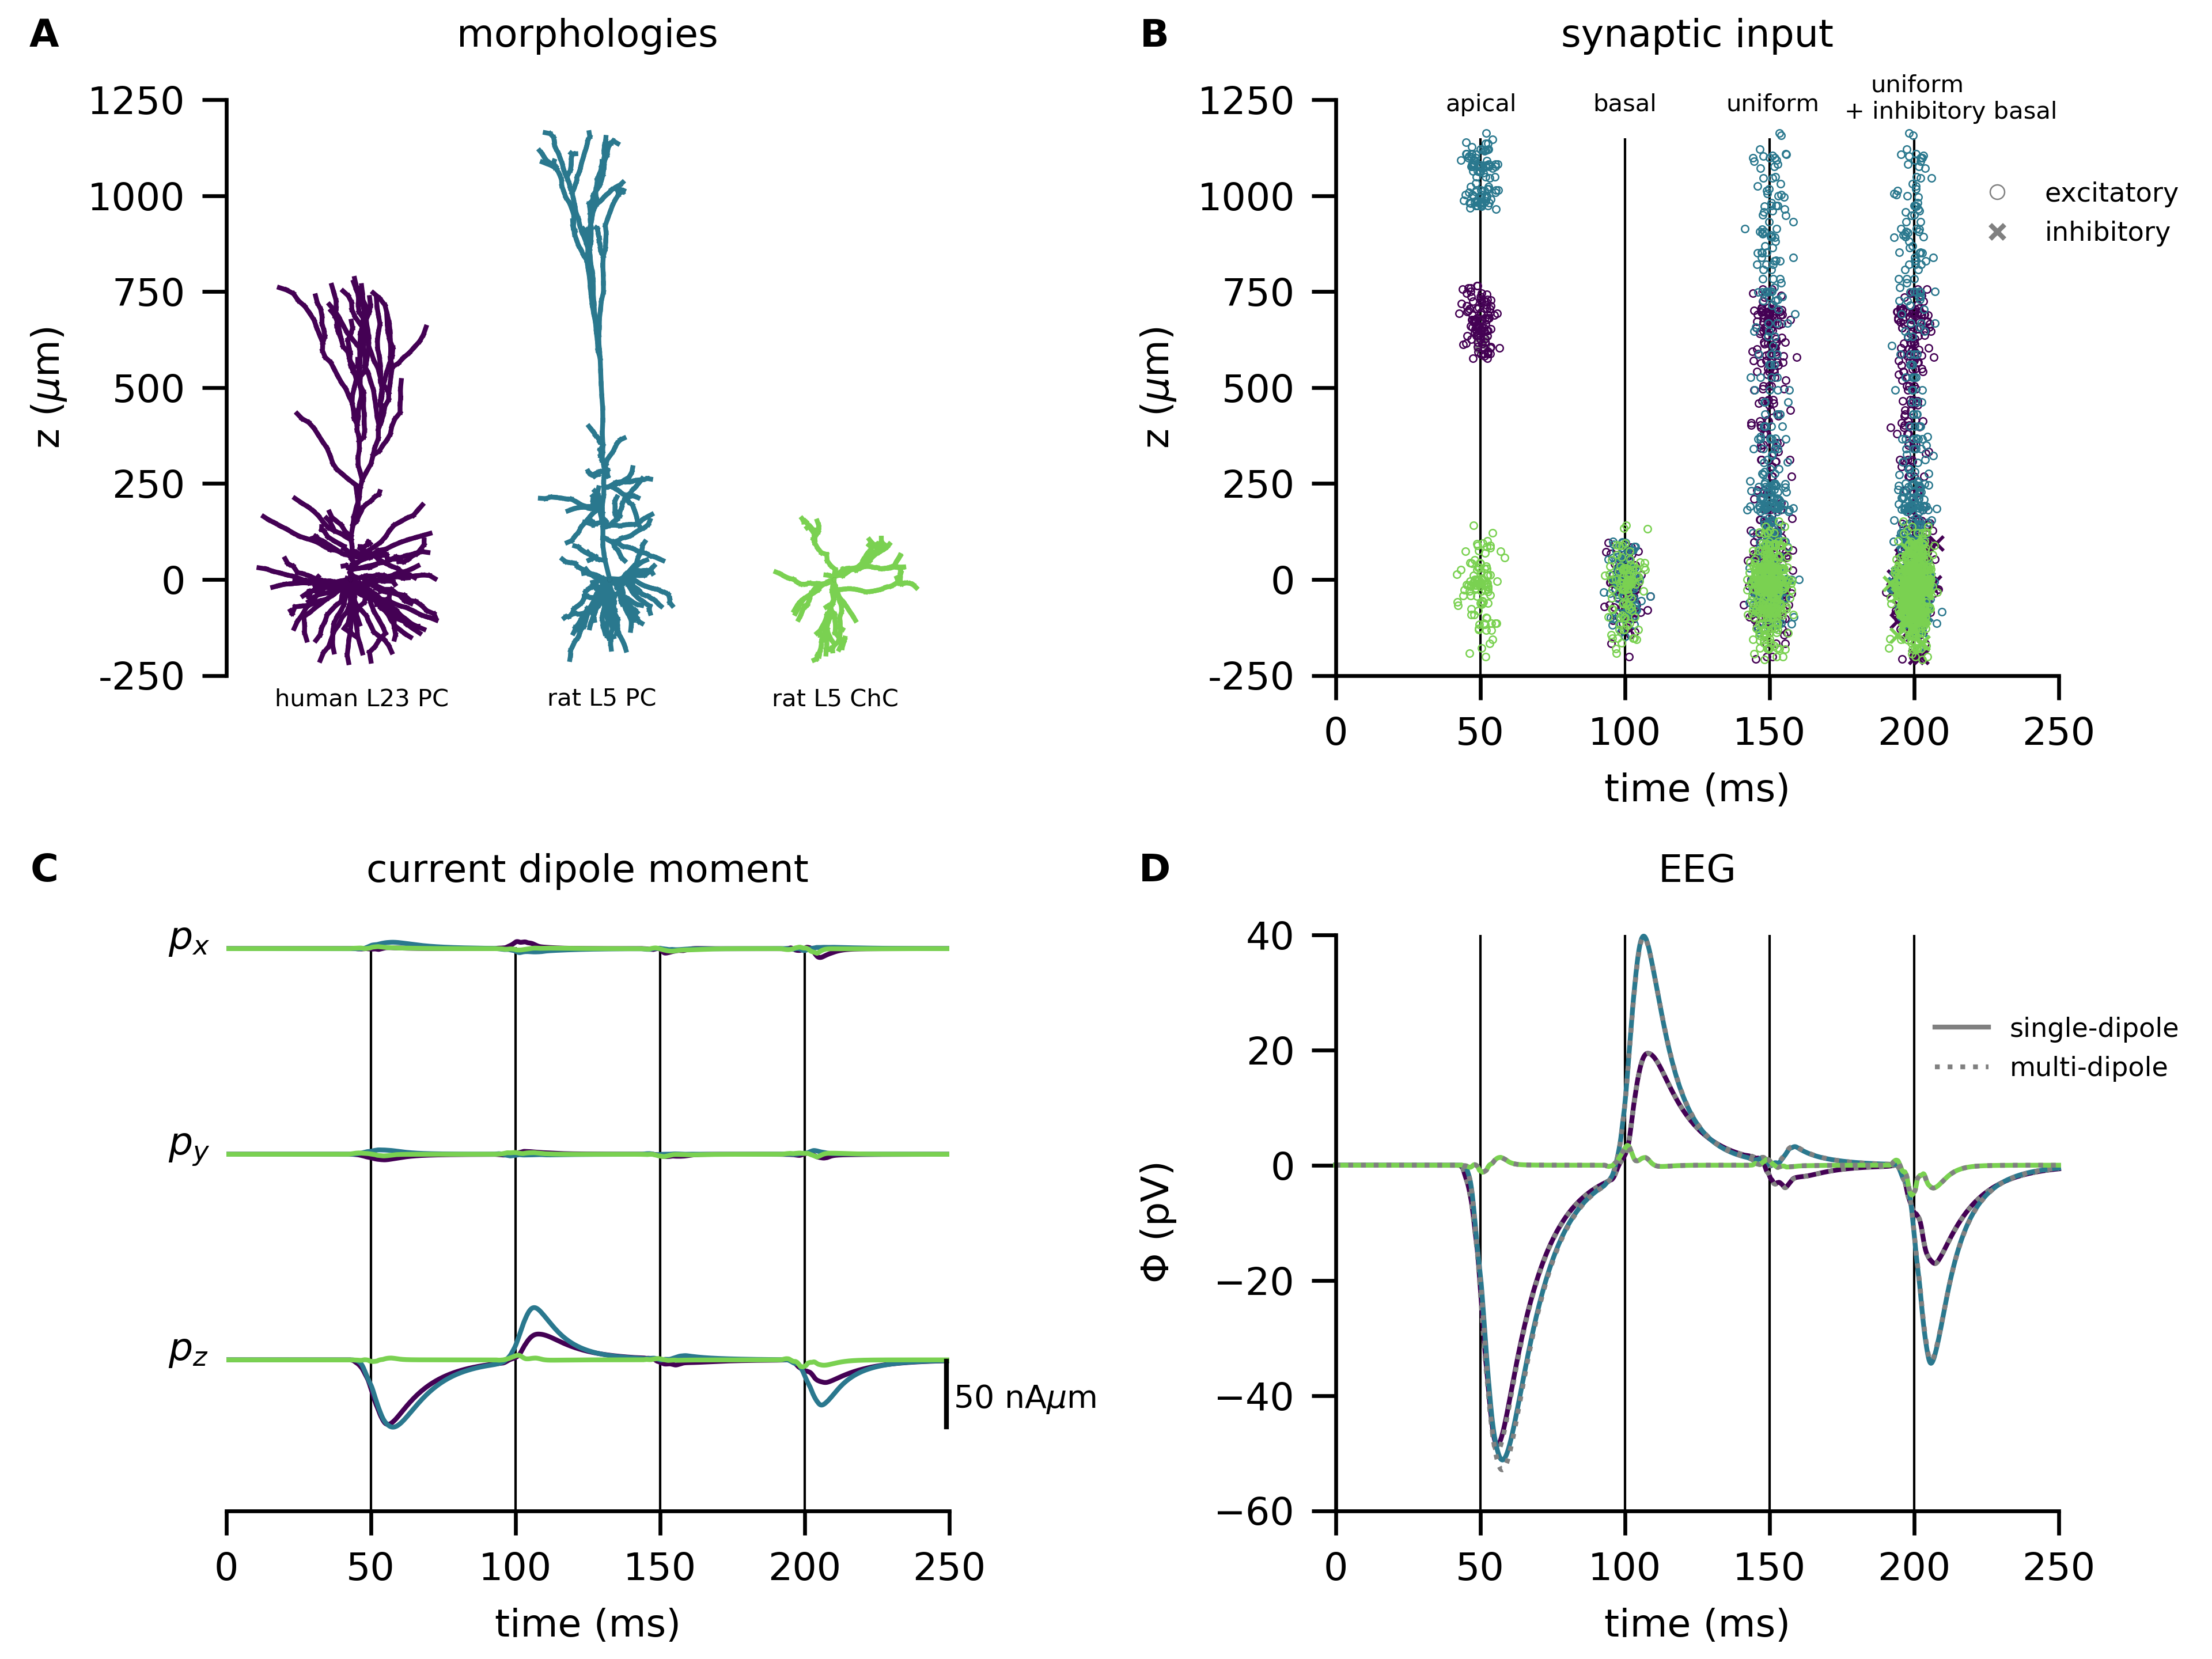 A
morphologies
1250
1000
750
500
250
0
-250
z (μm)
human L23 PC
rat L5 PC
rat L5 ChC
B
synaptic input
1250
1000
750
500
250
0
-250
z (μm)
apical
basal
uniform
uniform
+ inhibitory basal
excitatory
inhibitory
0
50
100
150
200
250
time (ms)
C
current dipole moment
px
py
pz
50 nAμm
0
50
100
150
200
250
time (ms)
D
EEG
40
20
0
−20
−40
−60
Φ (pV)
single-dipole
multi-dipole
0
50
100
150
200
250
time (ms)